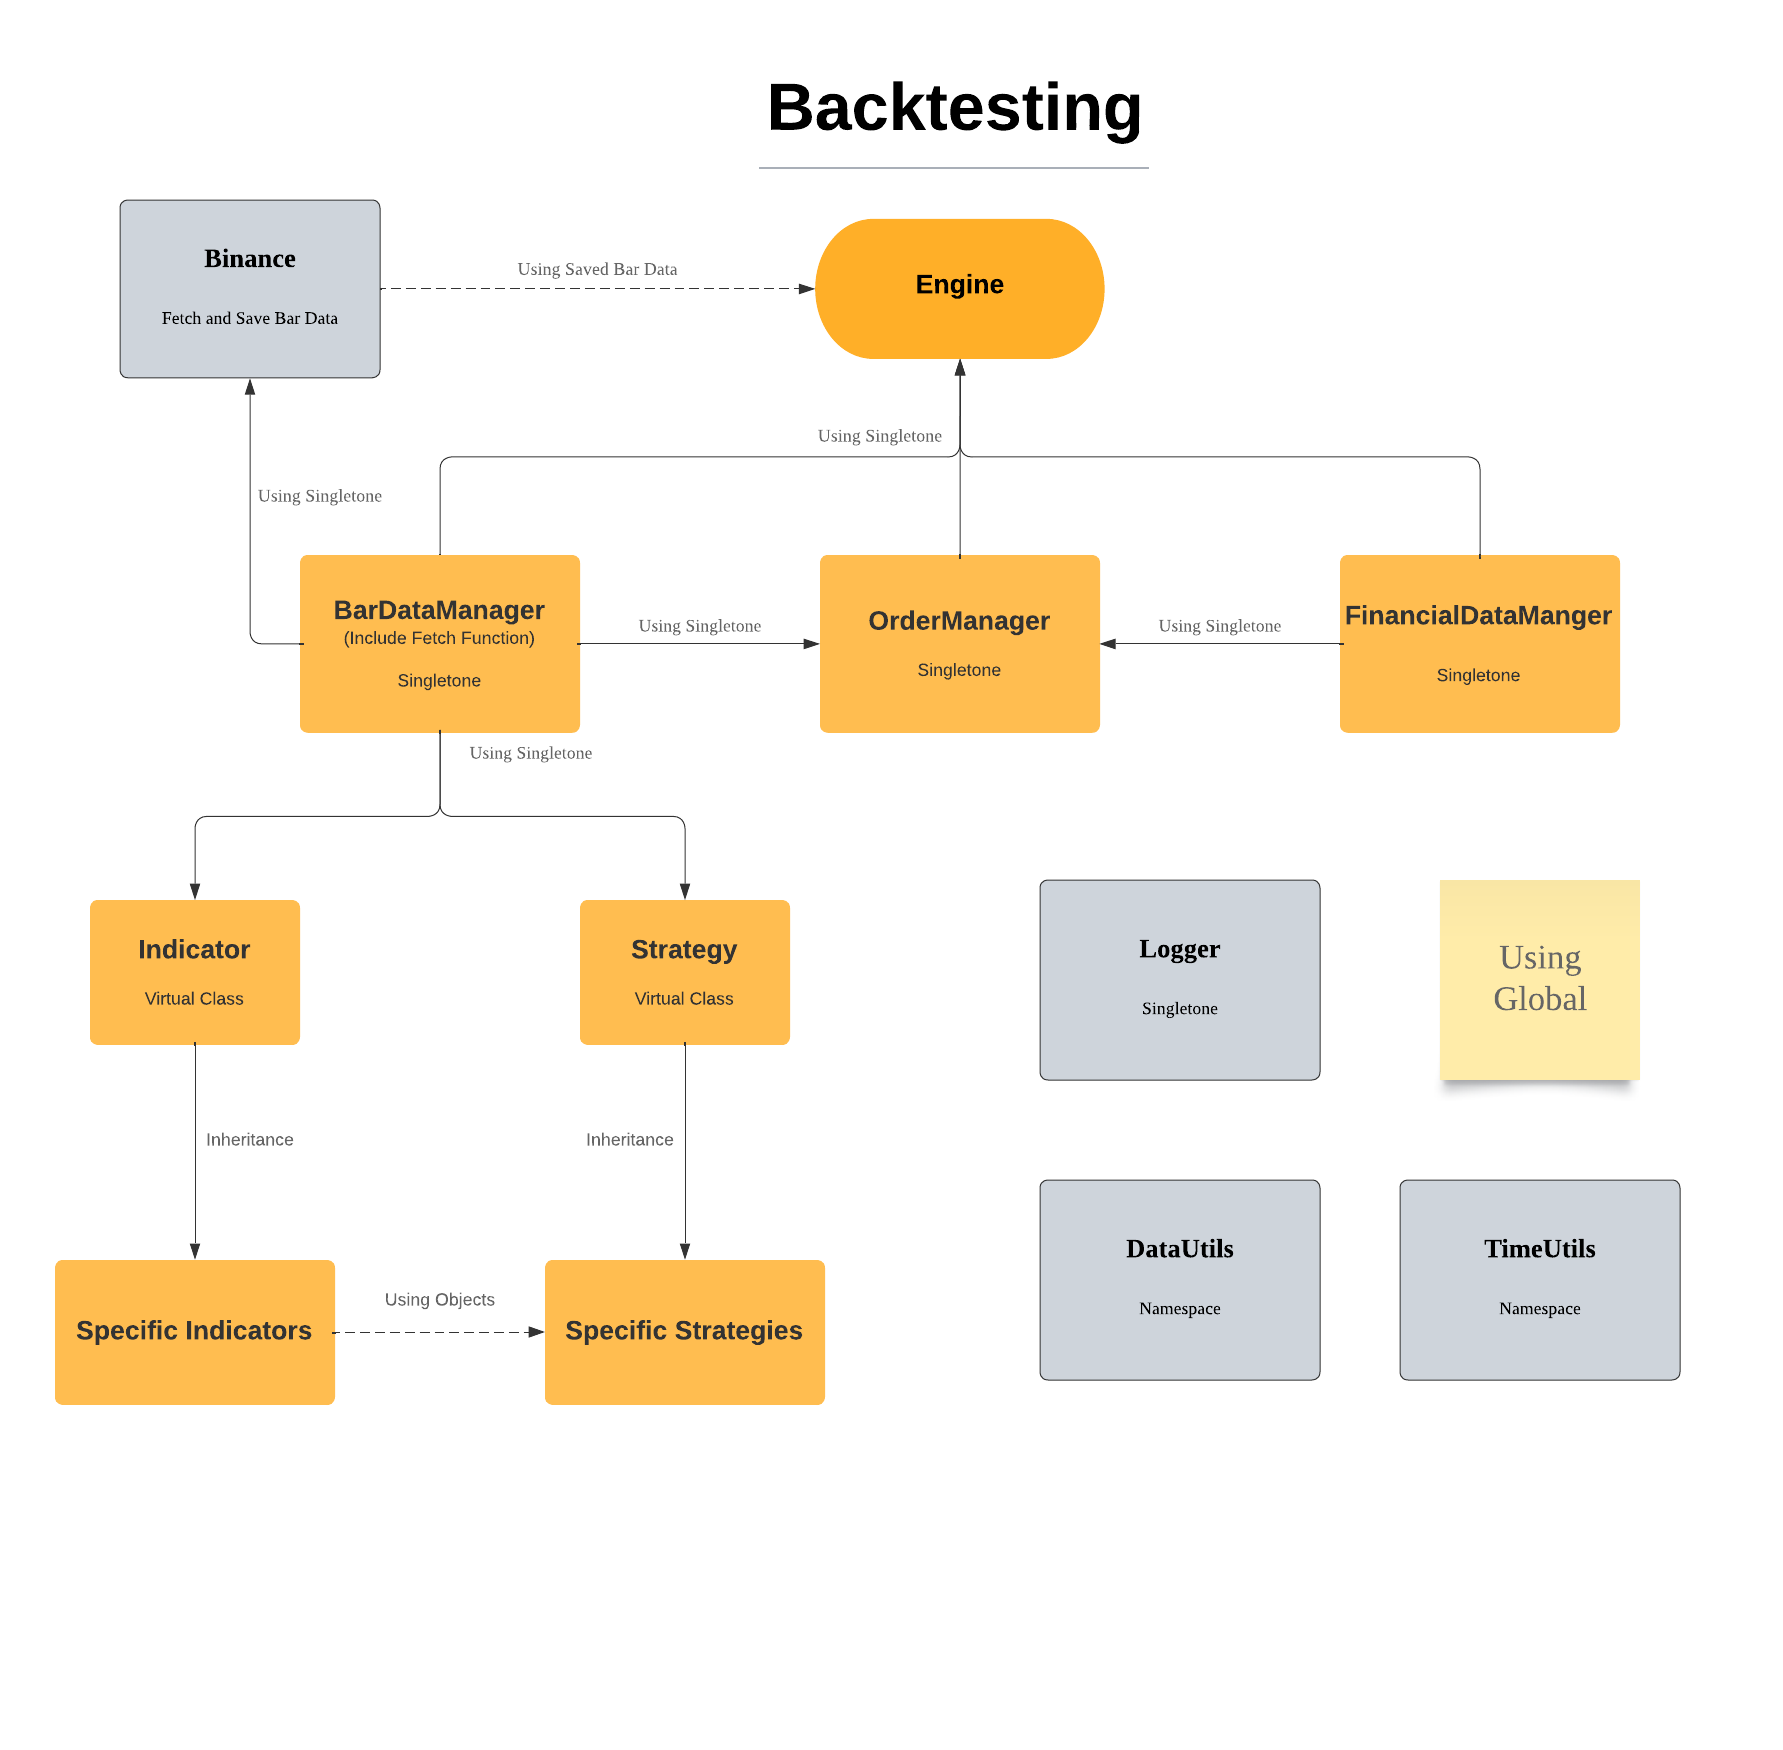 Backtesting
Binance
Fetch and Save Bar Data
Using Saved Bar Data
Engine
Using Singletone
Using Singletone
BarDataManager
(Include Fetch Function)
Singletone
Using Singletone
OrderManager
Singletone
Using Singletone
FinancialDataManger
Singletone
Using Singletone
Indicator
Virtual Class
Strategy
Virtual Class
Logger
Singletone
Using
Global
Inheritance
Inheritance
DataUtils
Namespace
TimeUtils
Namespace
Specific Indicators
Using Objects
Specific Strategies